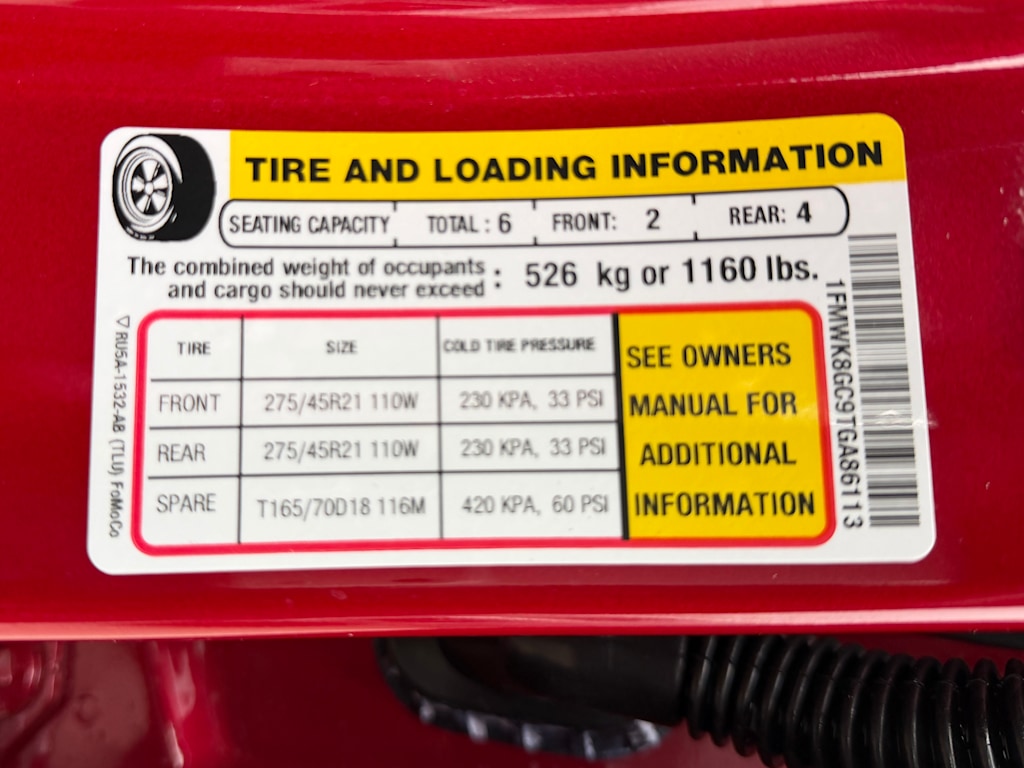 TIRE AND LOADING INFORMATION
SEATING CAPACITY TOTAL : 6 FRONT: 2 REAR: 4
The combined weight of occupants
and cargo should never exceed : 526 kg or 1160 lbs.
TIRE SIZE COLD TIRE PRESSURE
FRONT 275/45R21 110W 230 KPA, 33 PSI
REAR 275/45R21 110W 230 KPA, 33 PSI
SPARE T165/70D18 116M 420 KPA, 60 PSI
SEE OWNERS
MANUAL FOR
ADDITIONAL
INFORMATION
RU5A-1532-AB (TLU) FoMoCo
1FMWK8GC9TGA86113